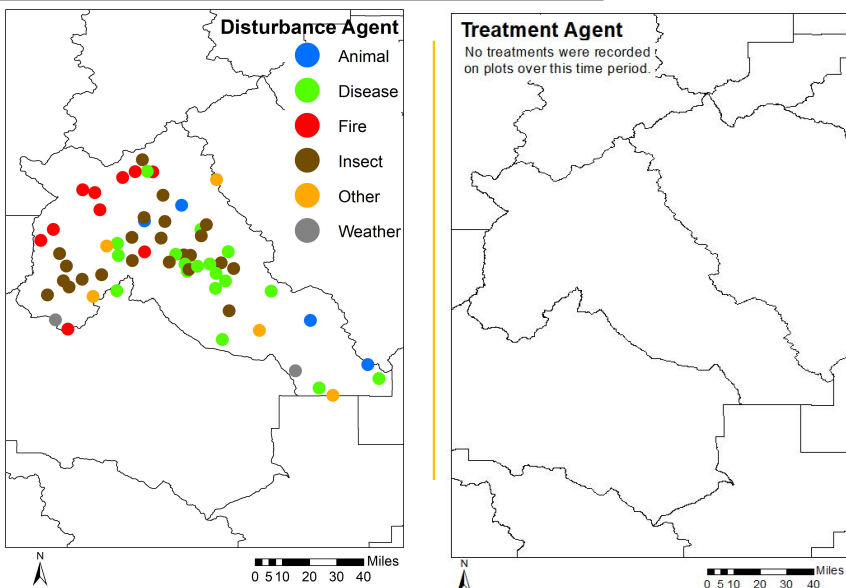 Disturbance Agent
Animal
Disease
Fire
Insect
Other
Weather
N
Miles
0 5 10 20 30 40
Treatment Agent
No treatments were recorded
on plots over this time period.
N
Miles
0 5 10 20 30 40